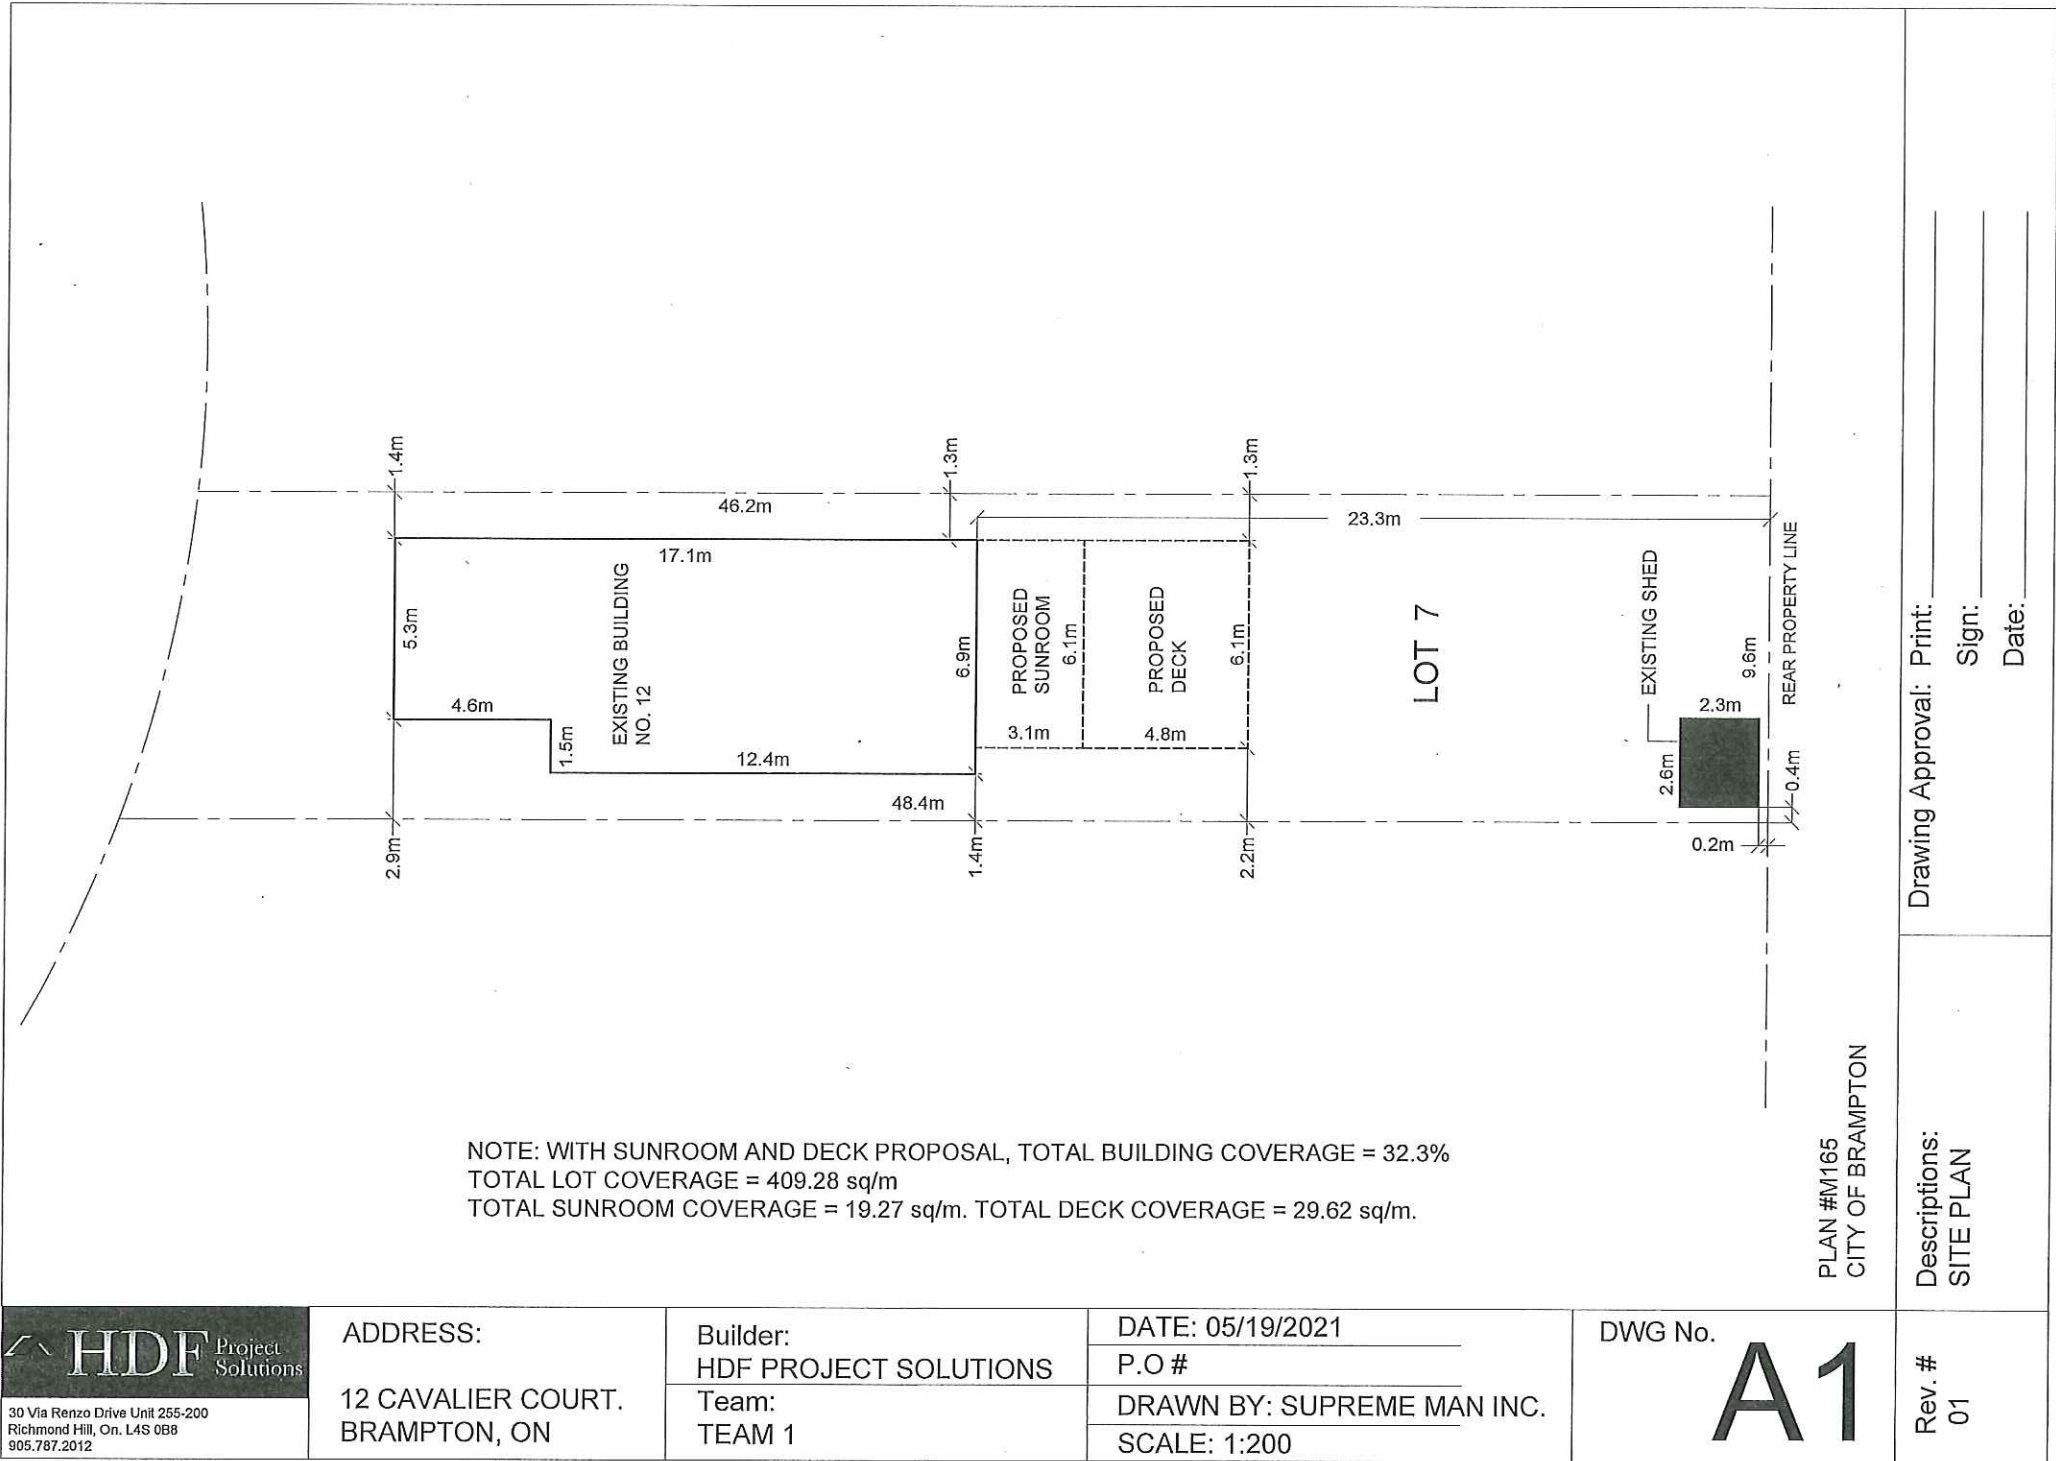 1.4m
1.3m
1.3m
46.2m
23.3m
17.1m
5.3m
EXISTING BUILDING
NO. 12
6.9m
PROPOSED
SUNROOM
6.1m
PROPOSED
DECK
6.1m
LOT 7
EXISTING SHED
9.6m
REAR PROPERTY LINE
4.6m
1.5m
12.4m
3.1m
4.8m
2.3m
2.6m
0.4m
48.4m
0.2m
2.9m
1.4m
2.2m
NOTE: WITH SUNROOM AND DECK PROPOSAL, TOTAL BUILDING COVERAGE = 32.3%
TOTAL LOT COVERAGE = 409.28 sq/m
TOTAL SUNROOM COVERAGE = 19.27 sq/m. TOTAL DECK COVERAGE = 29.62 sq/m.
PLAN #M165
CITY OF BRAMPTON
Drawing Approval: Print:
Sign:
Date:
Descriptions:
SITE PLAN
HDF Project
Solutions
30 Via Renzo Drive Unit 255-200
Richmond Hill, On. L4S 0B8
905.787.2012
ADDRESS:
12 CAVALIER COURT.
BRAMPTON, ON
Builder:
HDF PROJECT SOLUTIONS
Team:
TEAM 1
DATE: 05/19/2021
P.O #
DRAWN BY: SUPREME MAN INC.
SCALE: 1:200
DWG No.
A1
Rev. #
01